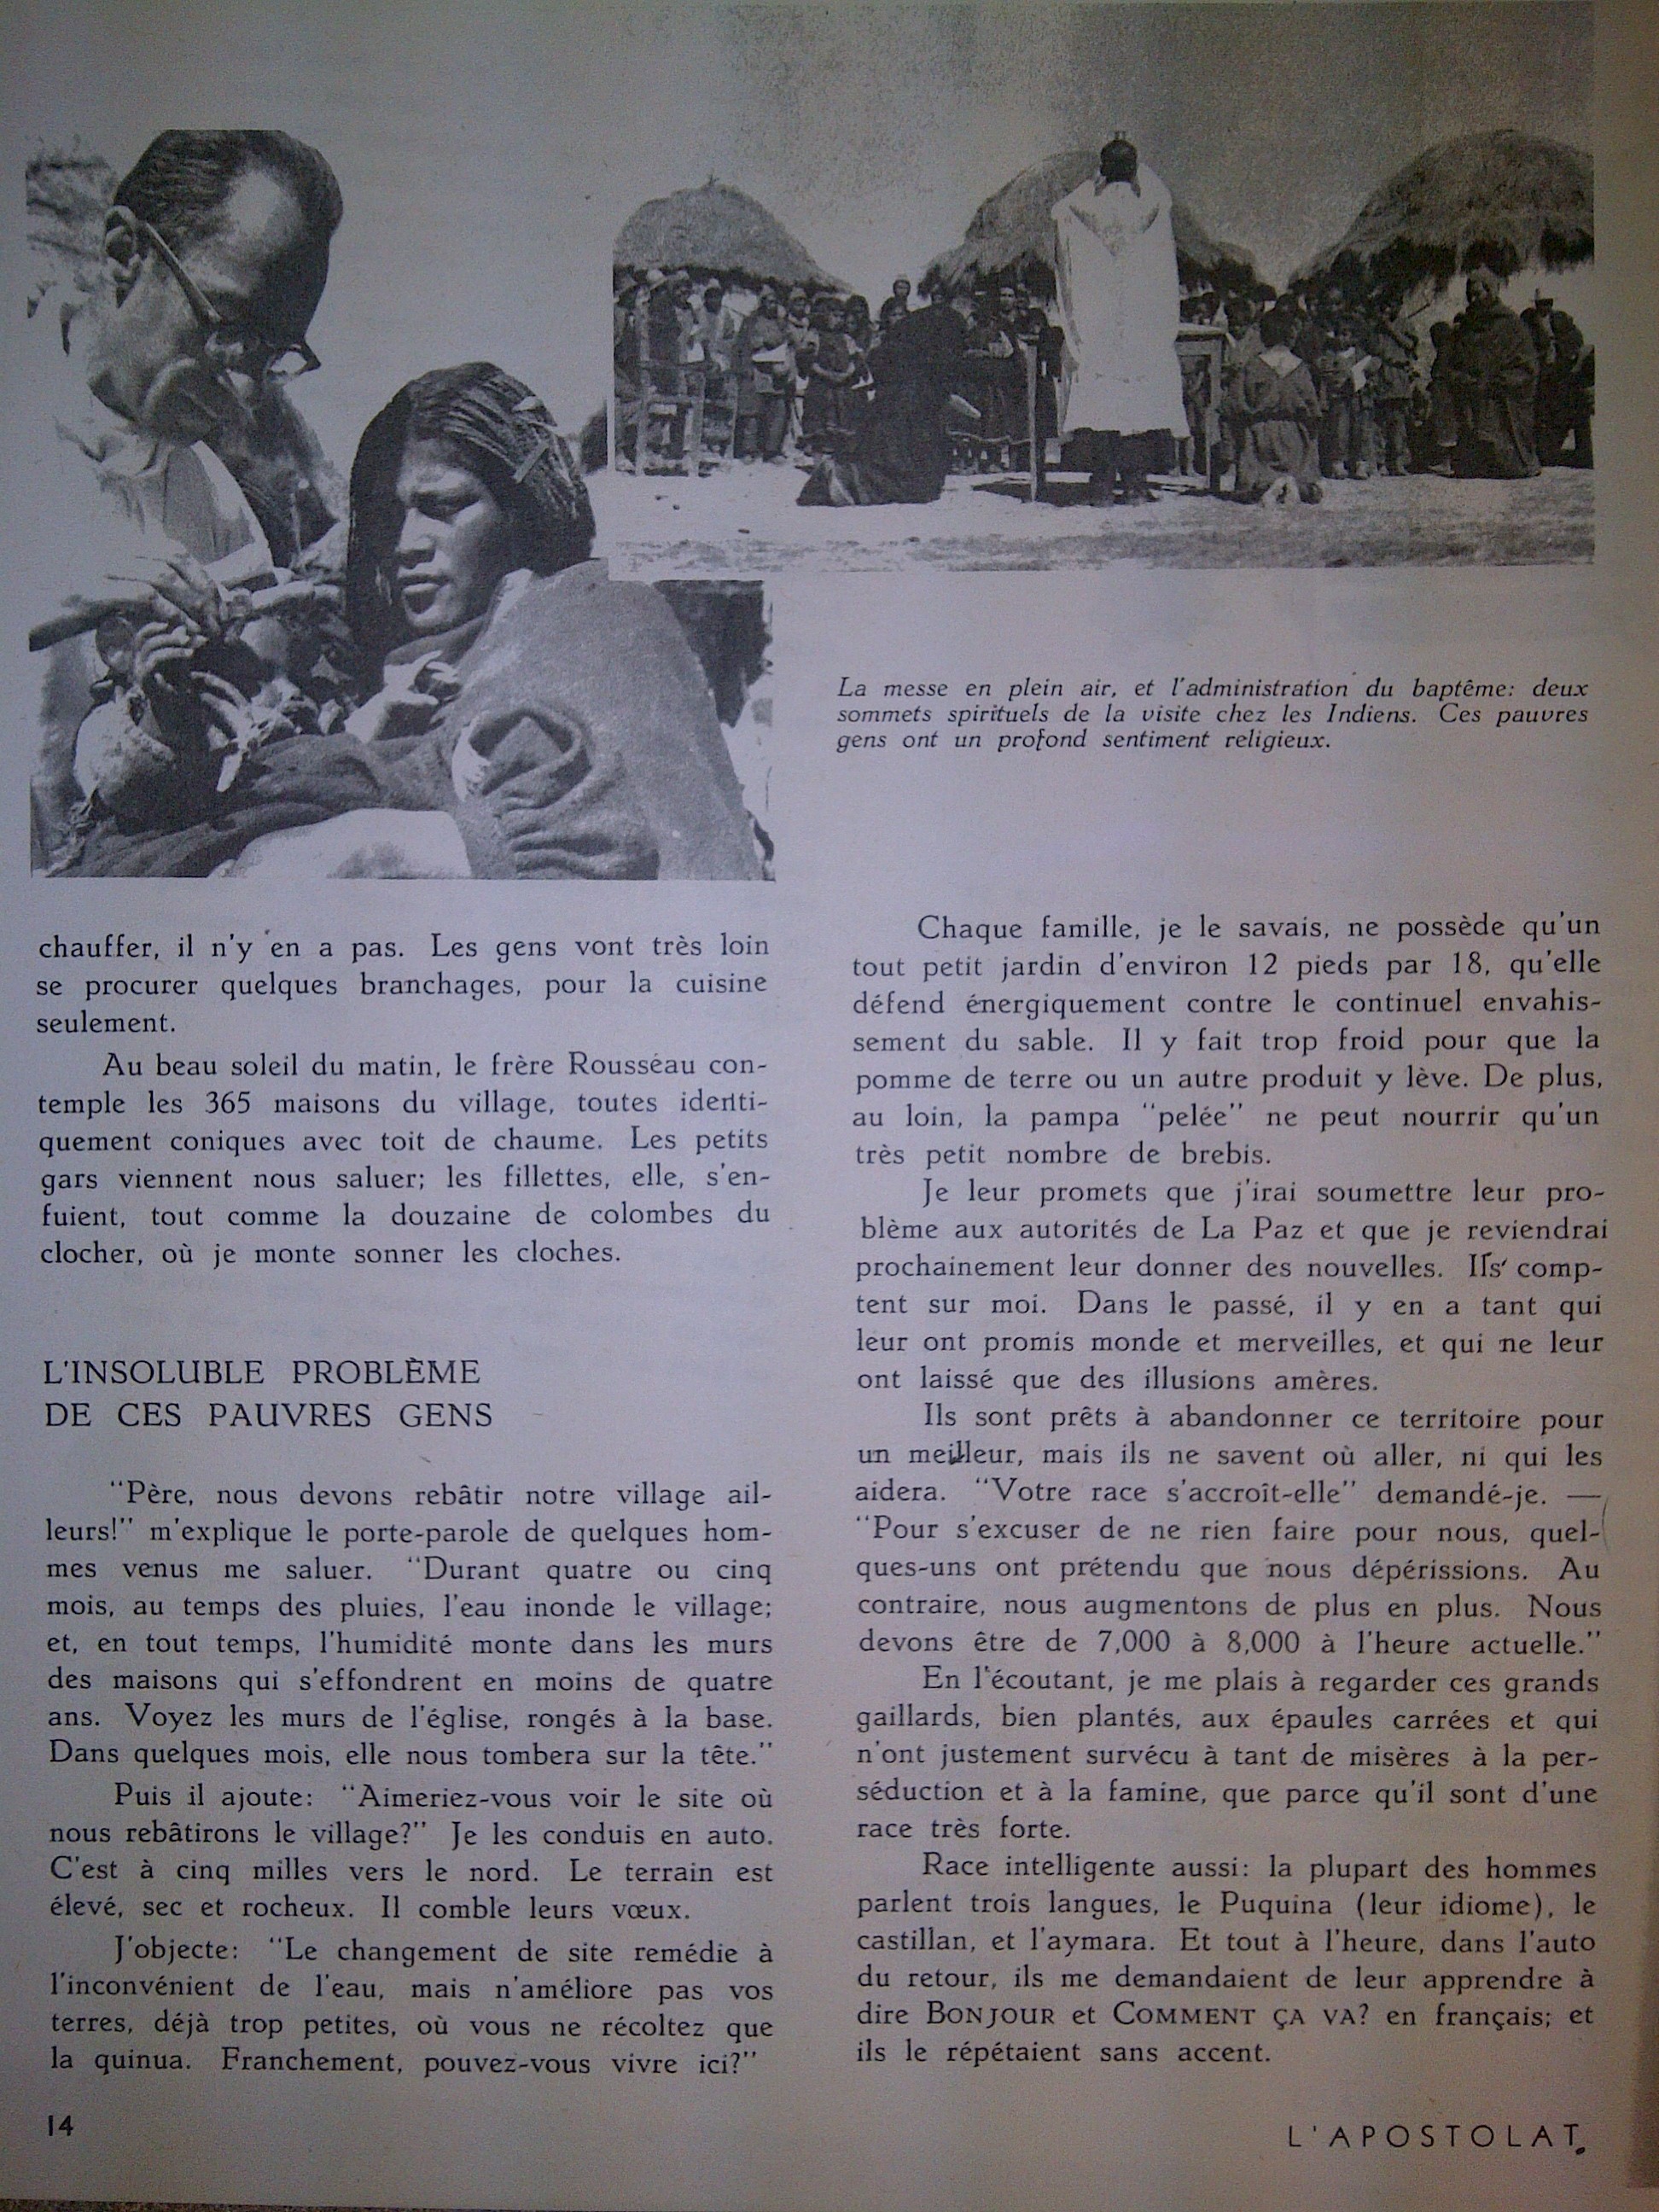 La messe en plein air, et l'administration du baptême: deux
sommets spirituels de la visite chez les Indiens. Ces pauvres
gens ont un profond sentiment religieux.
chauffer, il n'y en a pas. Les gens vont très loin
se procurer quelques branchages, pour la cuisine
seulement.
Au beau soleil du matin, le frère Rousseau con-
temple les 365 maisons du village, toutes identi-
quement coniques avec toit de chaume. Les petits
gars viennent nous saluer; les fillettes, elle, s'en-
fuient, tout comme la douzaine de colombes du
clocher, où je monte sonner les cloches.
L'INSOLUBLE PROBLÈME
DE CES PAUVRES GENS
"Père, nous devons rebâtir notre village ail-
leurs!" m'explique le porte-parole de quelques hom-
mes venus me saluer. "Durant quatre ou cinq
mois, au temps des pluies, l'eau inonde le village;
et, en tout temps, l'humidité monte dans les murs
des maisons qui s'effondrent en moins de quatre
ans. Voyez les murs de l'église, rongés à la base.
Dans quelques mois, elle nous tombera sur la tête."
Puis il ajoute: "Aimeriez-vous voir le site où
nous rebâtirons le village?" Je les conduis en auto.
C'est à cinq milles vers le nord. Le terrain est
élevé, sec et rocheux. Il comble leurs vœux.
J'objecte: "Le changement de site remédie à
l'inconvénient de l'eau, mais n'améliore pas vos
terres, déjà trop petites, où vous ne récoltez que
la quinua. Franchement, pouvez-vous vivre ici?"
Chaque famille, je le savais, ne possède qu'un
tout petit jardin d'environ 12 pieds par 18, qu'elle
défend énergiquement contre le continuel envahis-
sement du sable. Il y fait trop froid pour que la
pomme de terre ou un autre produit y lève. De plus,
au loin, la pampa "pelée" ne peut nourrir qu'un
très petit nombre de brebis.
Je leur promets que j'irai soumettre leur pro-
blème aux autorités de La Paz et que je reviendrai
prochainement leur donner des nouvelles. Ils comp-
tent sur moi. Dans le passé, il y en a tant qui
leur ont promis monde et merveilles, et qui ne leur
ont laissé que des illusions amères.
Ils sont prêts à abandonner ce territoire pour
un meilleur, mais ils ne savent où aller, ni qui les
aidera. "Votre race s'accroît-elle" demandé-je. —
"Pour s'excuser de ne rien faire pour nous, quel-
ques-uns ont prétendu que nous dépérissions. Au
contraire, nous augmentons de plus en plus. Nous
devons être de 7,000 à 8,000 à l'heure actuelle."
En l'écoutant, je me plais à regarder ces grands
gaillards, bien plantés, aux épaules carrées et qui
n'ont justement survécu à tant de misères à la per-
séduction et à la famine, que parce qu'il sont d'une
race très forte.
Race intelligente aussi: la plupart des hommes
parlent trois langues, le Puquina (leur idiome), le
castillan, et l'aymara. Et tout à l'heure, dans l'auto
du retour, ils me demandaient de leur apprendre à
dire BONJOUR et COMMENT ÇA VA? en français; et
ils le répétaient sans accent.
14
L'APOSTOLAT